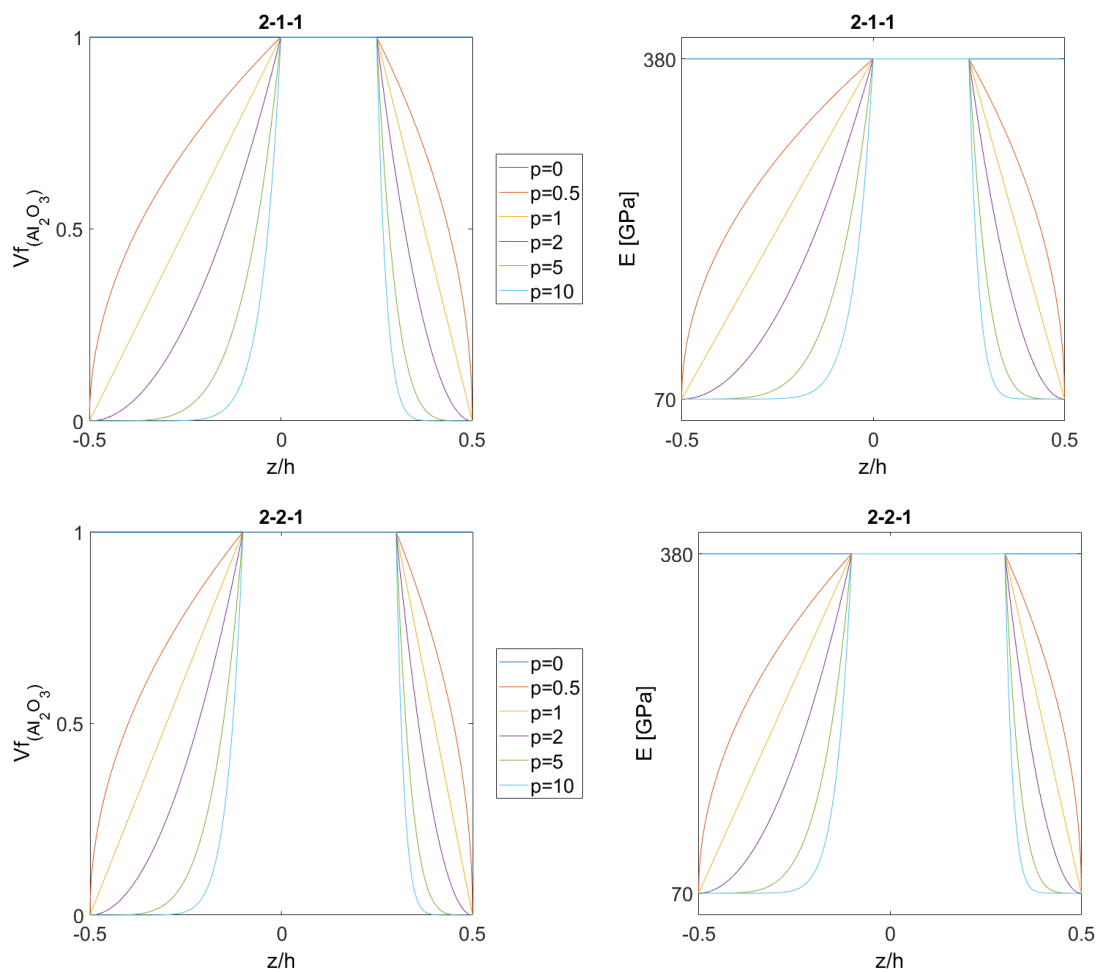 2-1-1
1
0.5
0
-0.5
0
0.5
z/h
Vf(Al2O3)
p=0
p=0.5
p=1
p=2
p=5
p=10
2-1-1
380
70
-0.5
0
0.5
z/h
E [GPa]
2-2-1
1
0.5
0
-0.5
0
0.5
z/h
Vf(Al2O3)
p=0
p=0.5
p=1
p=2
p=5
p=10
2-2-1
380
70
-0.5
0
0.5
z/h
E [GPa]